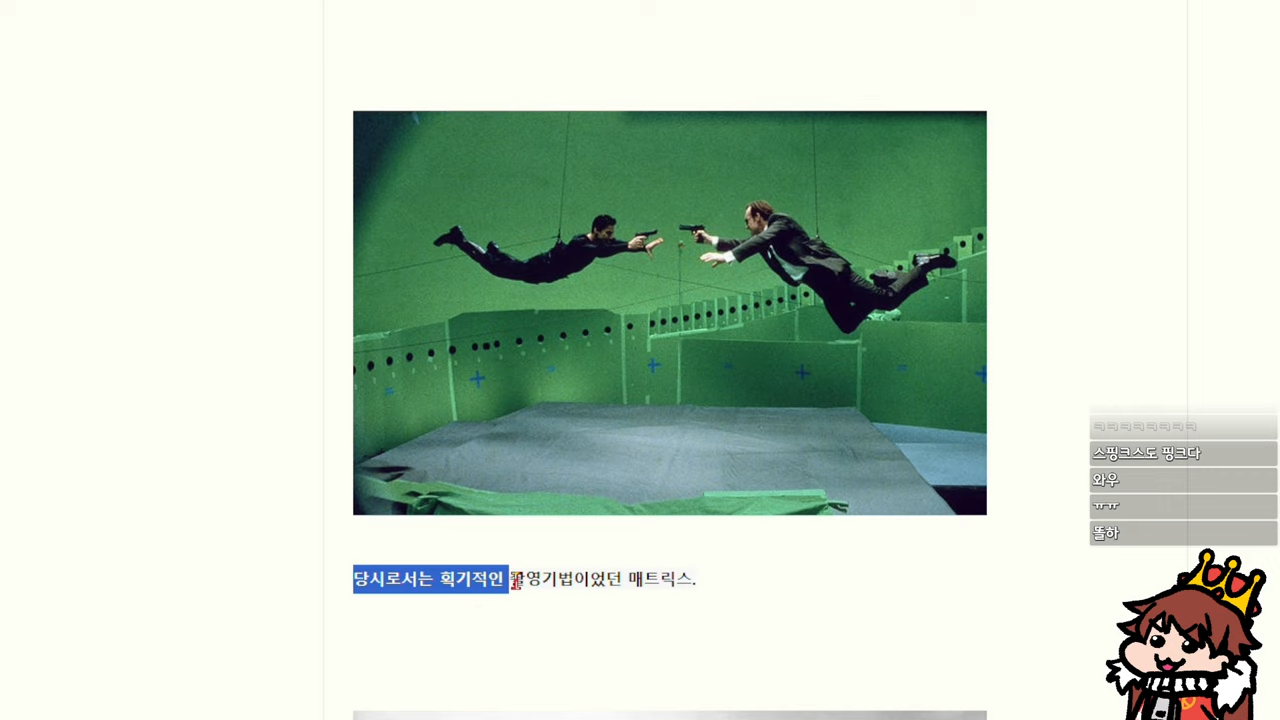 ㅋㅋㅋㅋㅋㅋㅋㅋ
스핑크스도 핑크다
와우
ㅠㅠ
똘하
당시로서는 획기적인 촬영기법이었던 매트릭스.